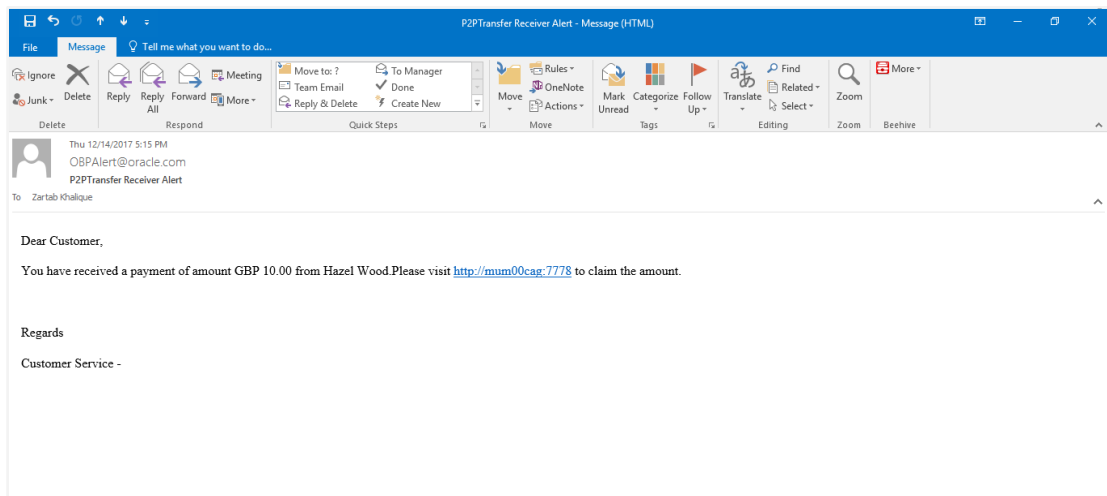 P2PTransfer Receiver Alert - Message (HTML)
File Message Tell me what you want to do...
Ignore
Junk
Delete
Reply
Reply All
Forward
Meeting
More
Move to: ?
Team Email
Reply & Delete
To Manager
Done
Create New
Move
Rules
OneNote
Actions
Mark Unread
Categorize
Follow Up
Translate
Find
Related
Select
Zoom
More
Delete Respond Quick Steps Move Tags Editing Zoom Beehive
Thu 12/14/2017 5:15 PM
OBPAlert@oracle.com
P2PTransfer Receiver Alert
To Zartab Khalique
Dear Customer,
You have received a payment of amount GBP 10.00 from Hazel Wood.Please visit http://mum00cag:7778 to claim the amount.
Regards
Customer Service -